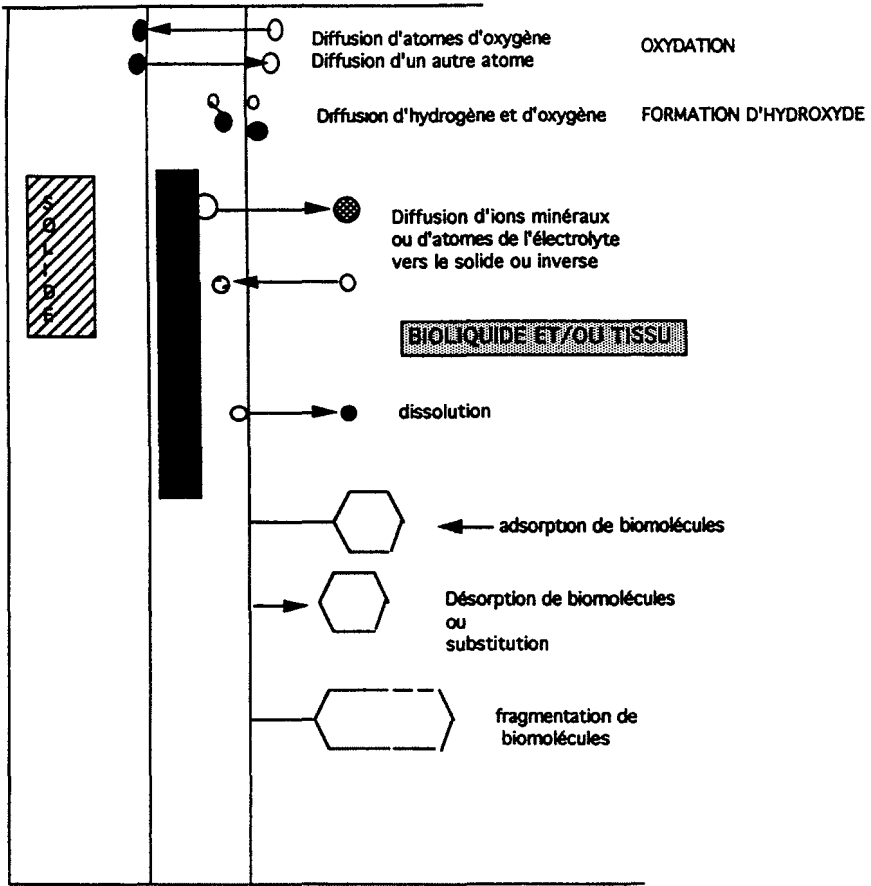 Diffusion d'atomes d'oxygène OXYDATION
Diffusion d'un autre atome
Diffusion d'hydrogène et d'oxygène FORMATION D'HYDROXYDE
SOLIDE
Diffusion d'ions minéraux
ou d'atomes de l'électrolyte
vers le solide ou inverse
BIOLIQUIDE ET/OU TISSU
dissolution
adsorption de biomolécules
Désorption de biomolécules
ou
substitution
fragmentation de
biomolécules